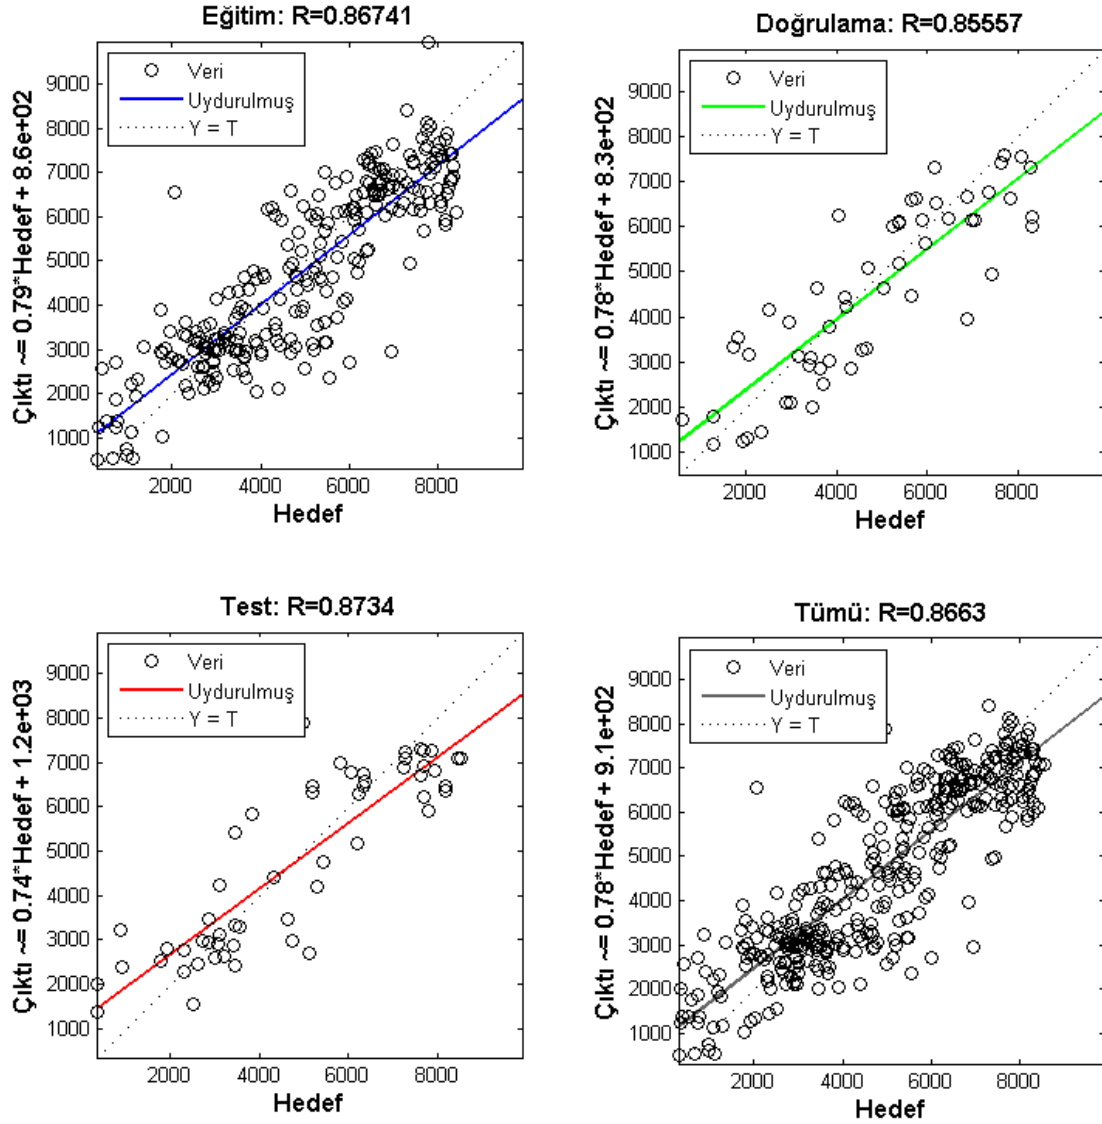 Eğitim: R=0.86741
Çıktı ~= 0.79*Hedef + 8.6e+02
Veri
Uydurulmuş
Y = T
9000
8000
7000
6000
5000
4000
3000
2000
1000
2000 4000 6000 8000
Hedef
Doğrulama: R=0.85557
Çıktı ~= 0.78*Hedef + 8.3e+02
Veri
Uydurulmuş
Y = T
9000
8000
7000
6000
5000
4000
3000
2000
1000
2000 4000 6000 8000
Hedef
Test: R=0.8734
Çıktı ~= 0.74*Hedef + 1.2e+03
Veri
Uydurulmuş
Y = T
9000
8000
7000
6000
5000
4000
3000
2000
1000
2000 4000 6000 8000
Hedef
Tümü: R=0.8663
Çıktı ~= 0.78*Hedef + 9.1e+02
Veri
Uydurulmuş
Y = T
9000
8000
7000
6000
5000
4000
3000
2000
1000
2000 4000 6000 8000
Hedef